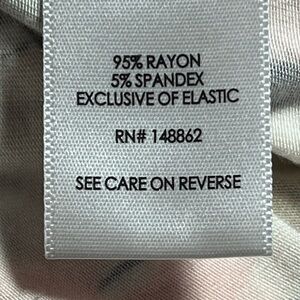 95% RAYON
5% SPANDEX
EXCLUSIVE OF ELASTIC
RN# 148862
SEE CARE ON REVERSE